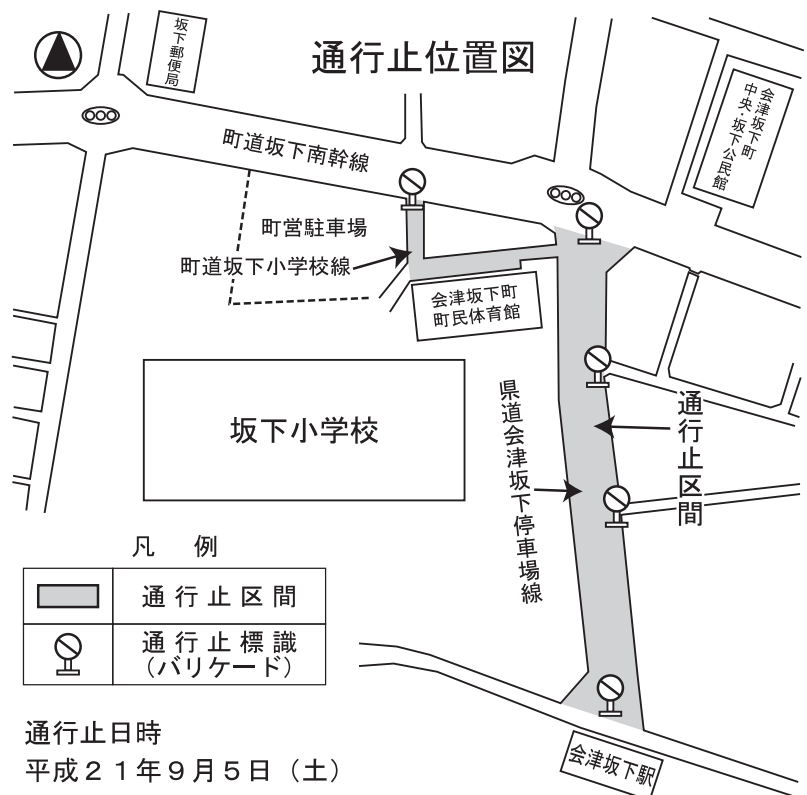 通行止位置図
坂下郵便局
会津坂下町
中央・坂下公民館
町道坂下南幹線
町営駐車場
町道坂下小学校線
会津坂下町
町民体育館
坂下小学校
県道会津坂下停車場線
通行止区間
凡　例
通行止区間
通行止標識
（バリケード）
通行止日時
平成２１年９月５日（土）
会津坂下駅